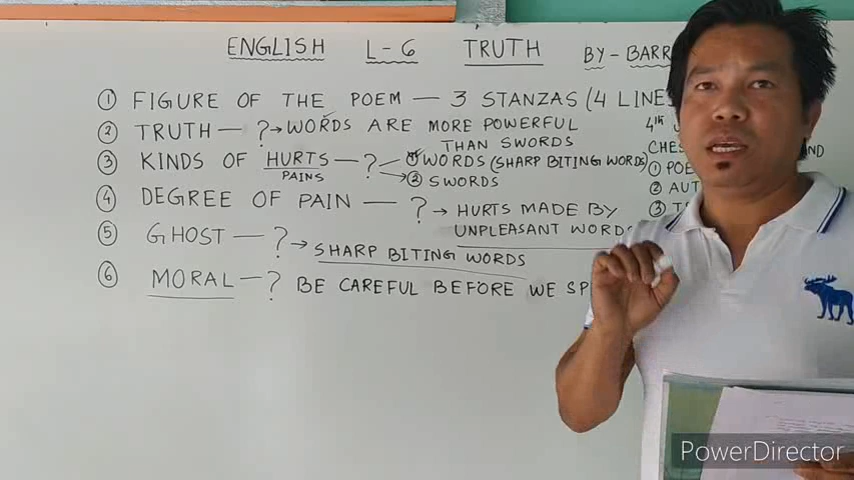 ENGLISH L-6 TRUTH BY-BARR
① FIGURE OF THE POEM — 3 STANZAS (4 LINES
② TRUTH — ? → WORDS ARE MORE POWERFUL
THAN SWORDS
③ KINDS OF HURTS — ? ① WORDS (SHARP BITING WORDS)
PAINS ② SWORDS
④ DEGREE OF PAIN — ? → HURTS MADE BY
UNPLEASANT WORDS
⑤ GHOST — ? → SHARP BITING WORDS
⑥ MORAL — ? BE CAREFUL BEFORE WE SP
4th
CHES ND
① POE
② AUT
③ T
PowerDirector